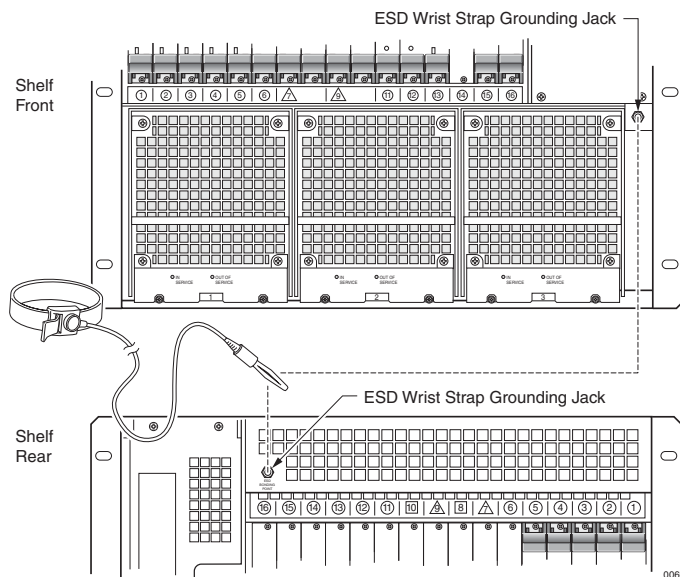 ESD Wrist Strap Grounding Jack
Shelf
Front
1 2 3 4 5 6 7 9 11 12 13 14 15 16
IN
SERVICE
OUT OF
SERVICE
IN
SERVICE
OUT OF
SERVICE
IN
SERVICE
OUT OF
SERVICE
1 2 3
ESD Wrist Strap Grounding Jack
Shelf
Rear
ESD
BONDING
POINT
16 15 14 13 12 11 10 9 8 7 6 5 4 3 2 1
006